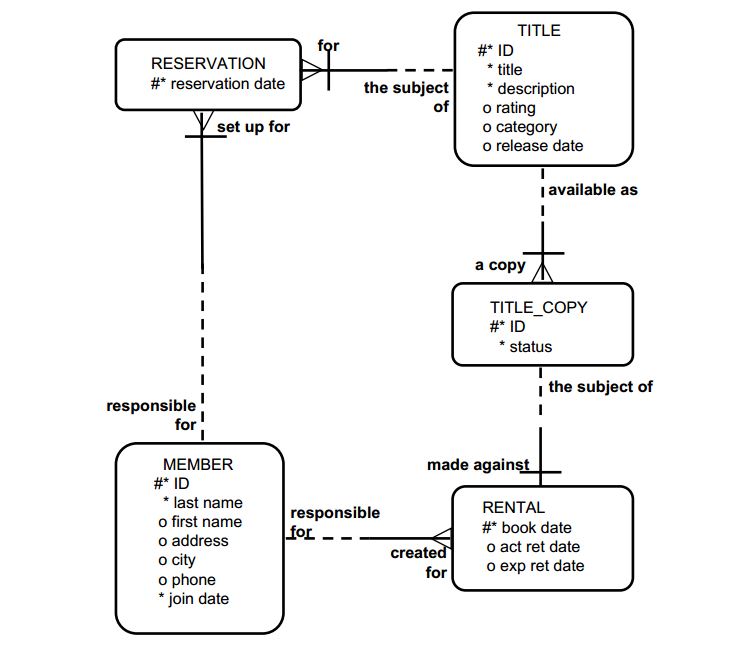 RESERVATION
#* reservation date
for
the subject
of
TITLE
#* ID
* title
* description
o rating
o category
o release date
set up for
available as
a copy
TITLE_COPY
#* ID
* status
the subject of
responsible
for
made against
MEMBER
#* ID
* last name
o first name
o address
o city
o phone
* join date
responsible
for
created
for
RENTAL
#* book date
o act ret date
o exp ret date